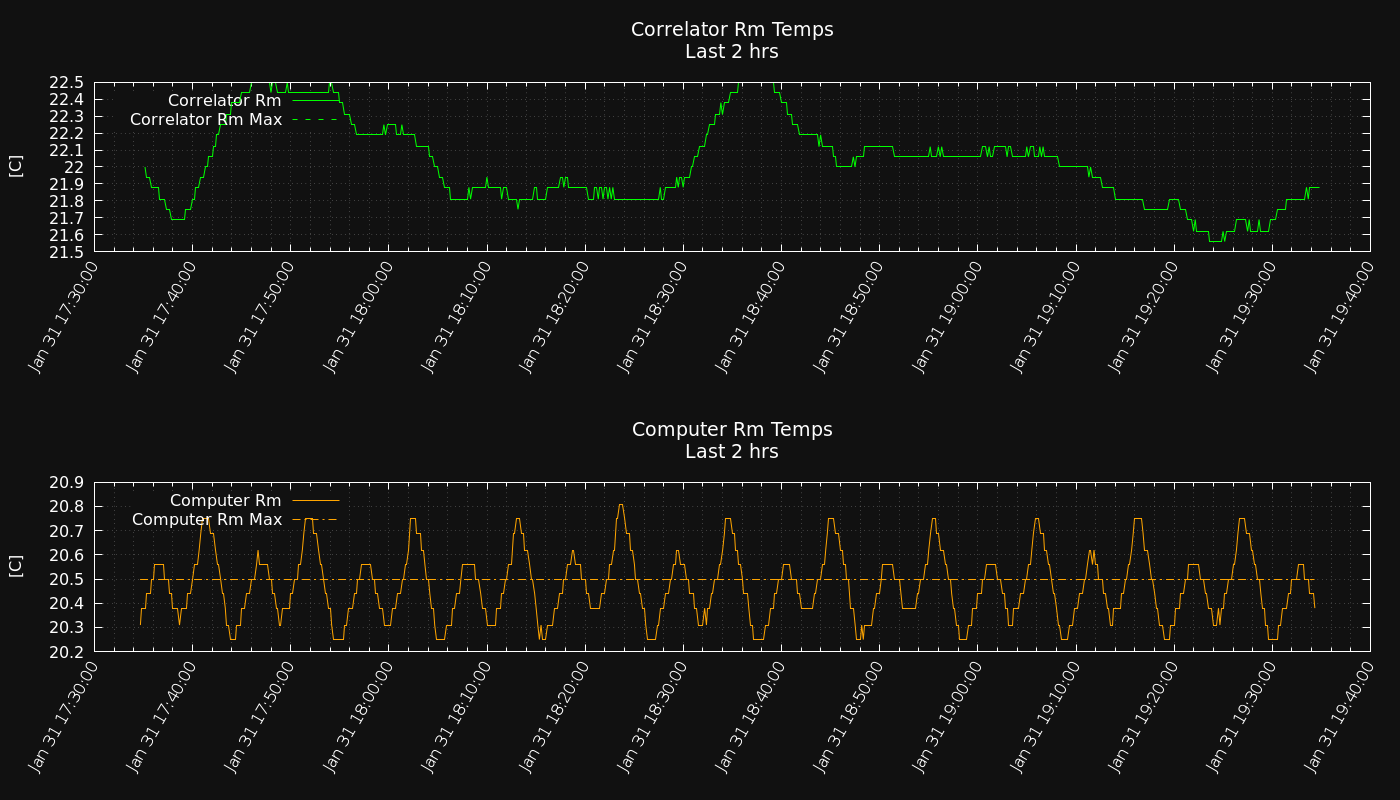 Correlator Rm Temps
Last 2 hrs
22.5
22.4
22.3
22.2
22.1
22
21.9
21.8
21.7
21.6
21.5
[C]
Correlator Rm
Correlator Rm Max
Jan 31 17:30:00
Jan 31 17:40:00
Jan 31 17:50:00
Jan 31 18:00:00
Jan 31 18:10:00
Jan 31 18:20:00
Jan 31 18:30:00
Jan 31 18:40:00
Jan 31 18:50:00
Jan 31 19:00:00
Jan 31 19:10:00
Jan 31 19:20:00
Jan 31 19:30:00
Jan 31 19:40:00
Computer Rm Temps
Last 2 hrs
20.9
20.8
20.7
20.6
20.5
20.4
20.3
20.2
[C]
Computer Rm
Computer Rm Max
Jan 31 17:30:00
Jan 31 17:40:00
Jan 31 17:50:00
Jan 31 18:00:00
Jan 31 18:10:00
Jan 31 18:20:00
Jan 31 18:30:00
Jan 31 18:40:00
Jan 31 18:50:00
Jan 31 19:00:00
Jan 31 19:10:00
Jan 31 19:20:00
Jan 31 19:30:00
Jan 31 19:40:00